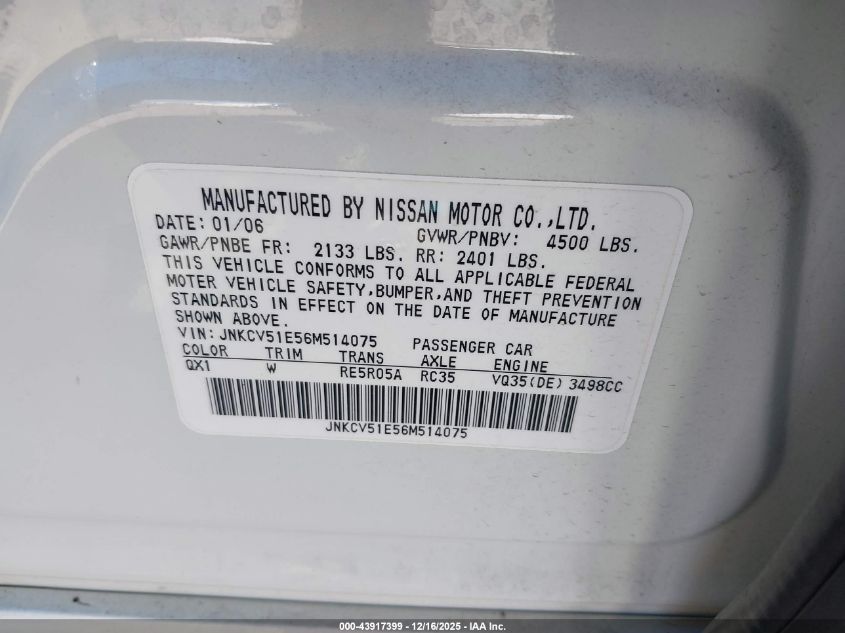 MANUFACTURED BY NISSAN MOTOR CO.,LTD.
DATE: 01/06 GVWR/PNBV: 4500 LBS.
GAWR/PNBE FR: 2133 LBS. RR: 2401 LBS.
THIS VEHICLE CONFORMS TO ALL APPLICABLE FEDERAL
MOTER VEHICLE SAFETY,BUMPER,AND THEFT PREVENTION
STANDARDS IN EFFECT ON THE DATE OF MANUFACTURE
SHOWN ABOVE.
VIN: JNKCV51E56M514075 PASSENGER CAR
COLOR TRIM TRANS AXLE ENGINE
QX1 W RE5R05A RC35 VQ35(DE) 3498CC
JNKCV51E56M514075
000-43917399 - 12/16/2025 - IAA Inc.